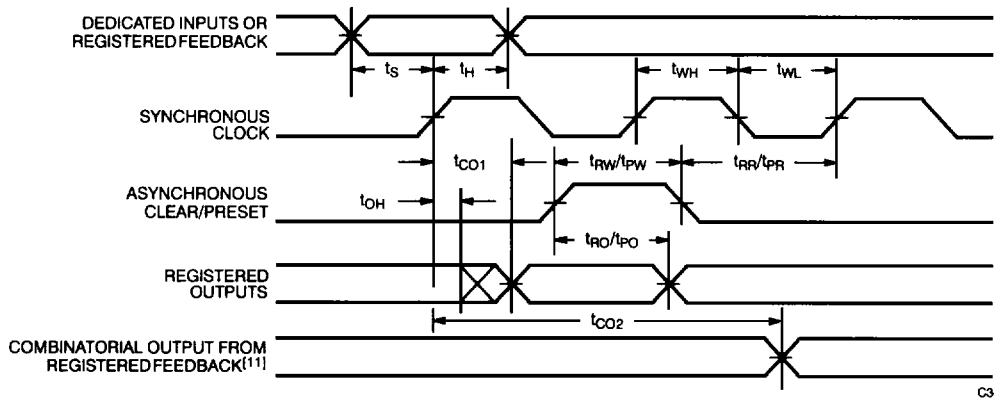 DEDICATED INPUTS OR
REGISTERED FEEDBACK
tS
tH
tWH
tWL
SYNCHRONOUS
CLOCK
tCO1
tRW/tPW
tRR/tPR
ASYNCHRONOUS
CLEAR/PRESET
tOH
tRO/tPO
REGISTERED
OUTPUTS
tCO2
COMBINATORIAL OUTPUT FROM
REGISTERED FEEDBACK[11]
C3